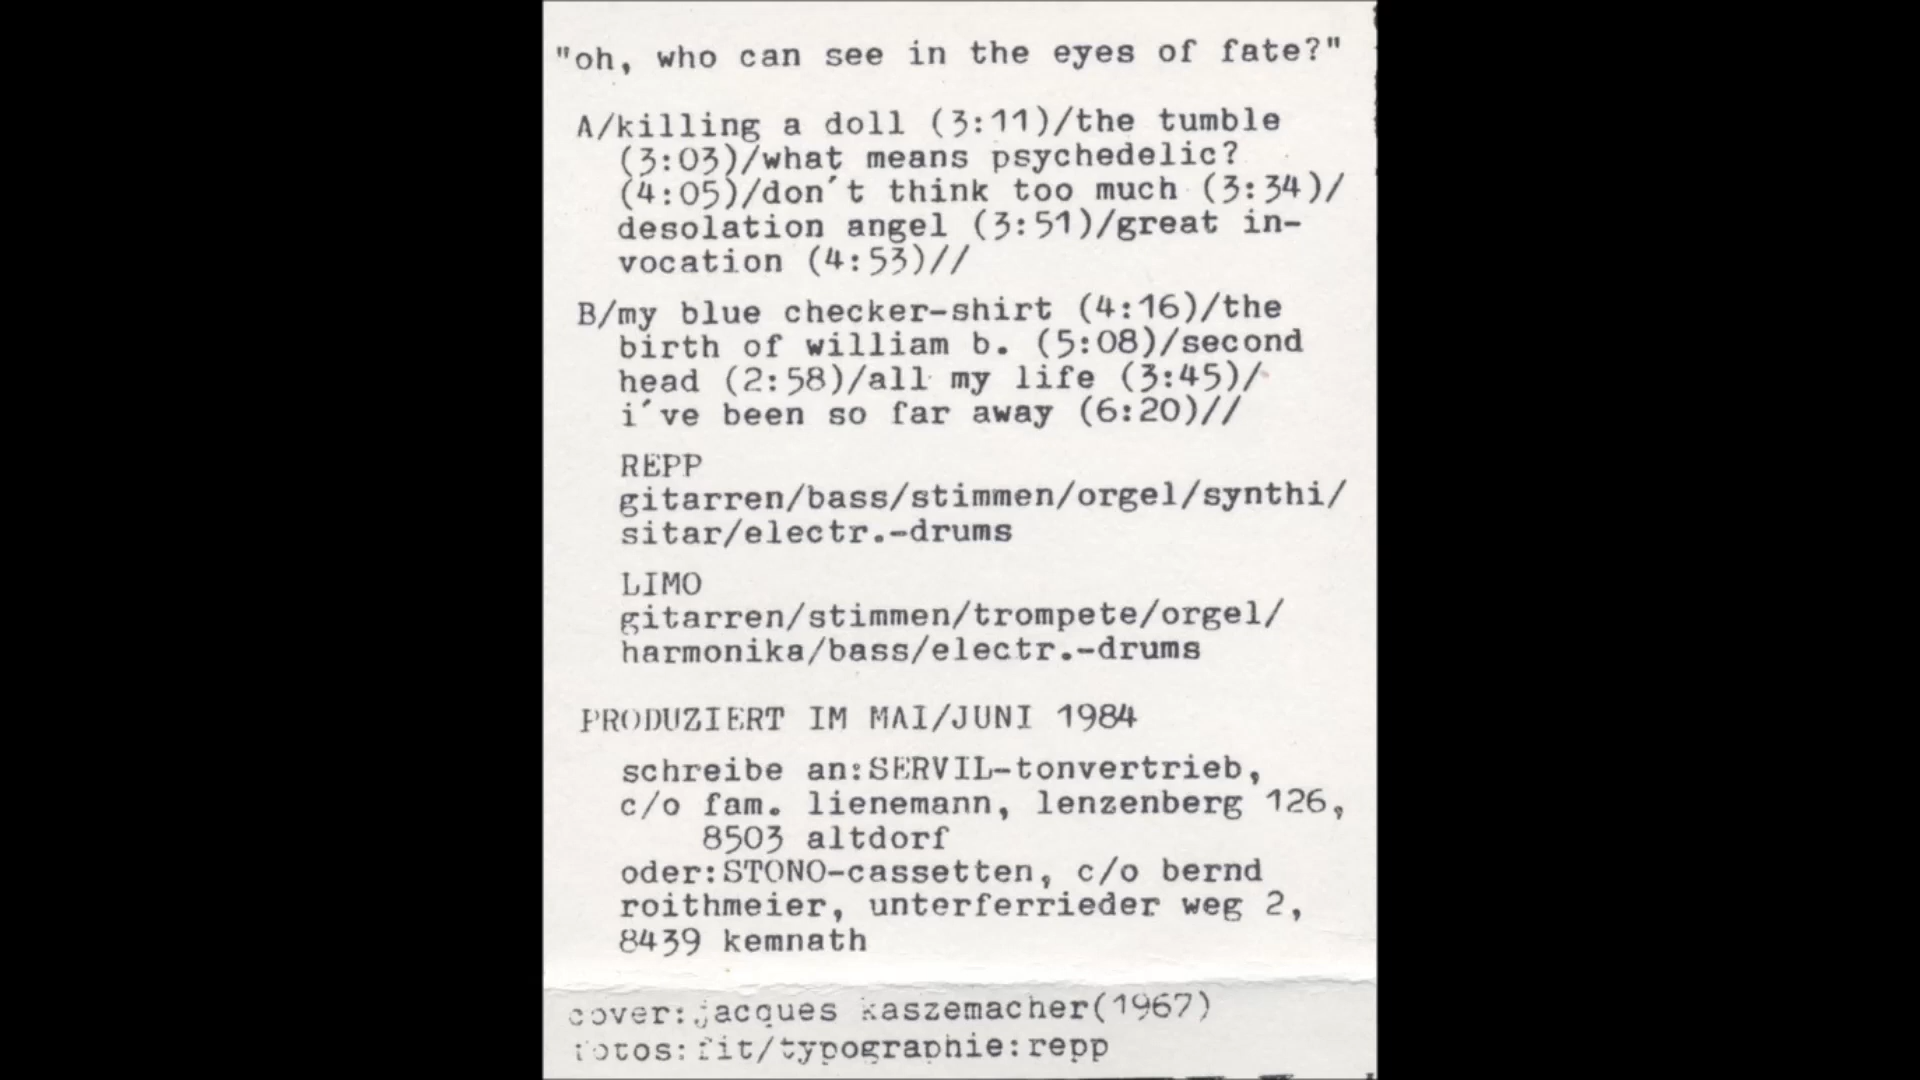 "oh, who can see in the eyes of fate?"
A/killing a doll (3:11)/the tumble
(3:03)/what means psychedelic?
(4:05)/don´t think too much (3:34)/
desolation angel (3:51)/great in-
vocation (4:53)//
B/my blue checker-shirt (4:16)/the
birth of william b. (5:08)/second
head (2:58)/all my life (3:45)/
i´ve been so far away (6:20)//
REPP
gitarren/bass/stimmen/orgel/synthi/
sitar/electr.-drums
LIMO
gitarren/stimmen/trompete/orgel/
harmonika/bass/electr.-drums
PRODUZIERT IM MAI/JUNI 1984
schreibe an:SERVIL-tonvertrieb,
c/o fam. lienemann, lenzenberg 126,
8503 altdorf
oder:STONO-cassetten, c/o bernd
roithmeier, unterferrieder weg 2,
8439 kemnath
cover:jacques kaszemacher(1967)
fotos:fit/typographie:repp